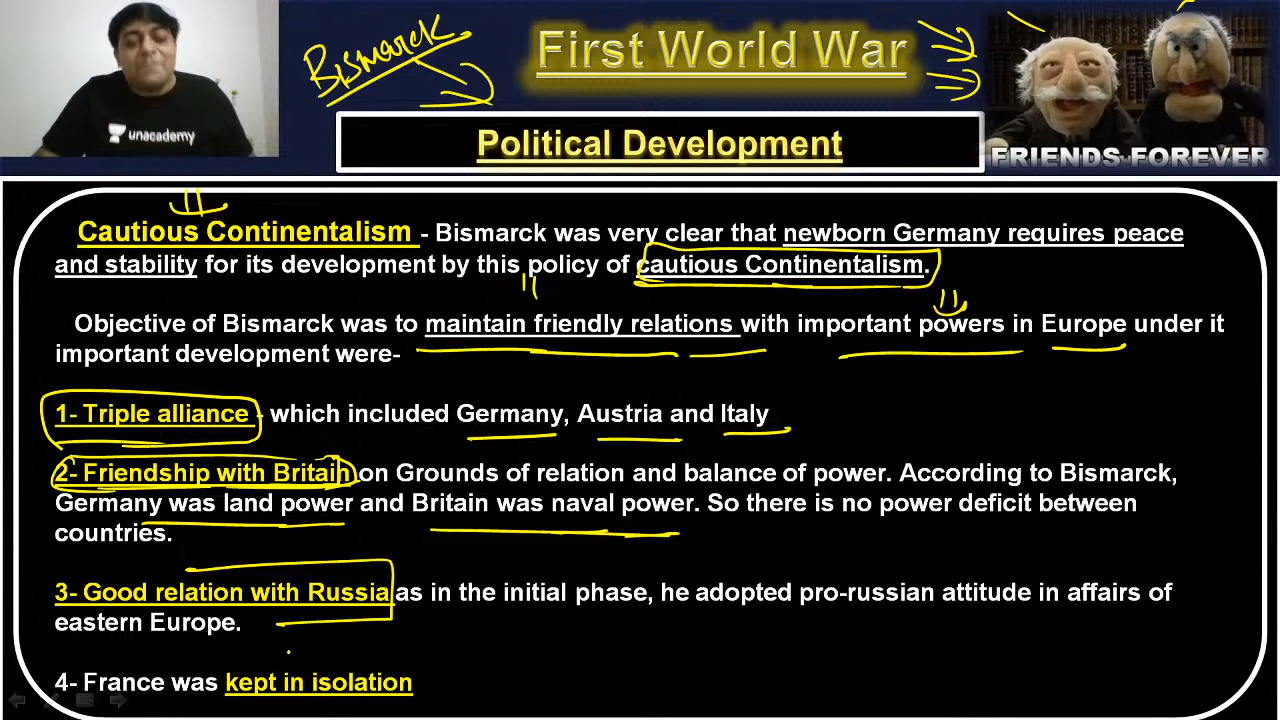 Bismarck
First World War
unacademy
Political Development
FRIENDS FOREVER
Cautious Continentalism - Bismarck was very clear that newborn Germany requires peace
and stability for its development by this policy of cautious Continentalism.
Objective of Bismarck was to maintain friendly relations with important powers in Europe under it
important development were-
1- Triple alliance - which included Germany, Austria and Italy
2- Friendship with Britain on Grounds of relation and balance of power. According to Bismarck,
Germany was land power and Britain was naval power. So there is no power deficit between
countries.
3- Good relation with Russia as in the initial phase, he adopted pro-russian attitude in affairs of
eastern Europe.
4- France was kept in isolation